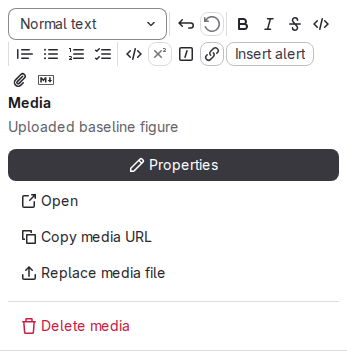 Normal text
Insert alert
Media
Uploaded baseline figure
Properties
Open
Copy media URL
Replace media file
Delete media